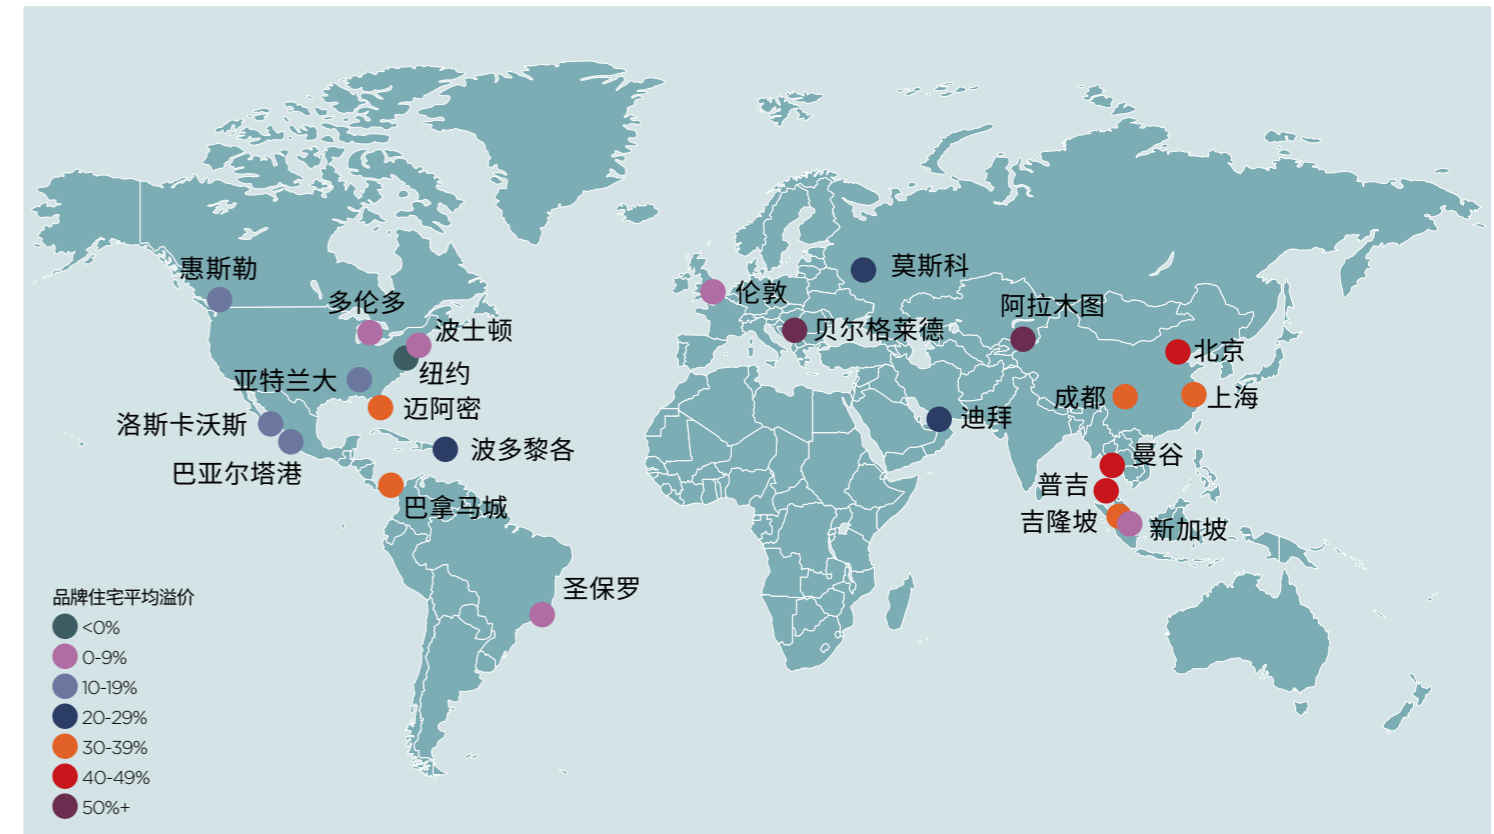 惠斯勒
莫斯科
伦敦
多伦多
阿拉木图
波士顿
贝尔格莱德
北京
纽约
亚特兰大
迈阿密
成都
上海
洛斯卡沃斯
迪拜
波多黎各
曼谷
巴亚尔塔港
普吉
巴拿马城
吉隆坡
新加坡
圣保罗
品牌住宅平均溢价
<0%
0-9%
10-19%
20-29%
30-39%
40-49%
50%+